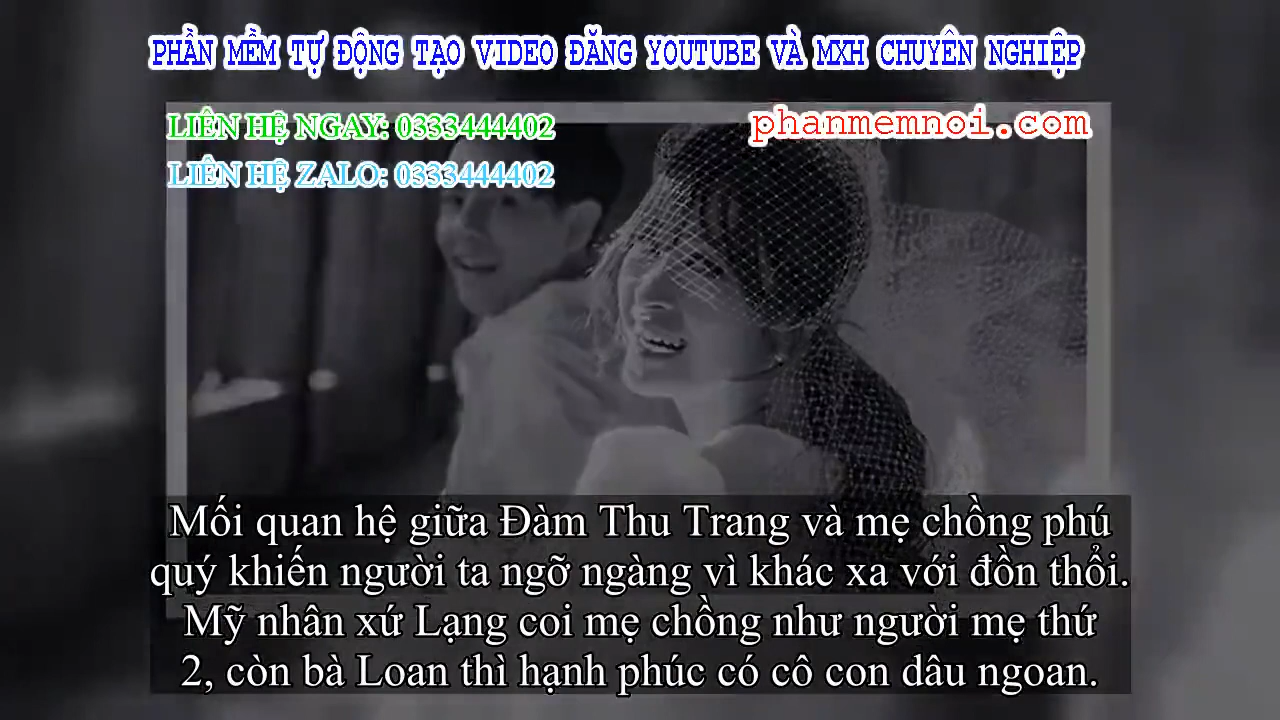 PHẦN MỀM TỰ ĐỘNG TẠO VIDEO ĐĂNG YOUTUBE VÀ MXH CHUYÊN NGHIỆP
LIÊN HỆ NGAY: 0333444402
phanmemnoi.com
LIÊN HỆ ZALO: 0333444402
Mối quan hệ giữa Đàm Thu Trang và mẹ chồng phú
quý khiến người ta ngỡ ngàng vì khác xa với đồn thổi.
Mỹ nhân xứ Lạng coi mẹ chồng như người mẹ thứ
2, còn bà Loan thì hạnh phúc có cô con dâu ngoan.